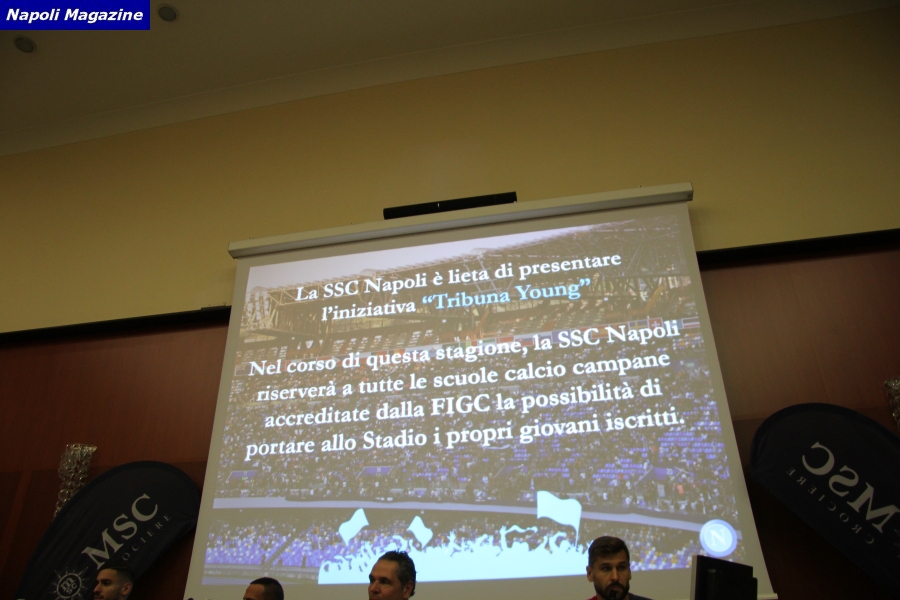 Napoli Magazine
La SSC Napoli è lieta di presentare
l'iniziativa “Tribuna Young”
Nel corso di questa stagione, la SSC Napoli
riserverà a tutte le scuole calcio campane
accreditate dalla FIGC la possibilità di
portare allo Stadio i propri giovani iscritti.
N
MSC
CROCIERE
MSC
CROCIERE